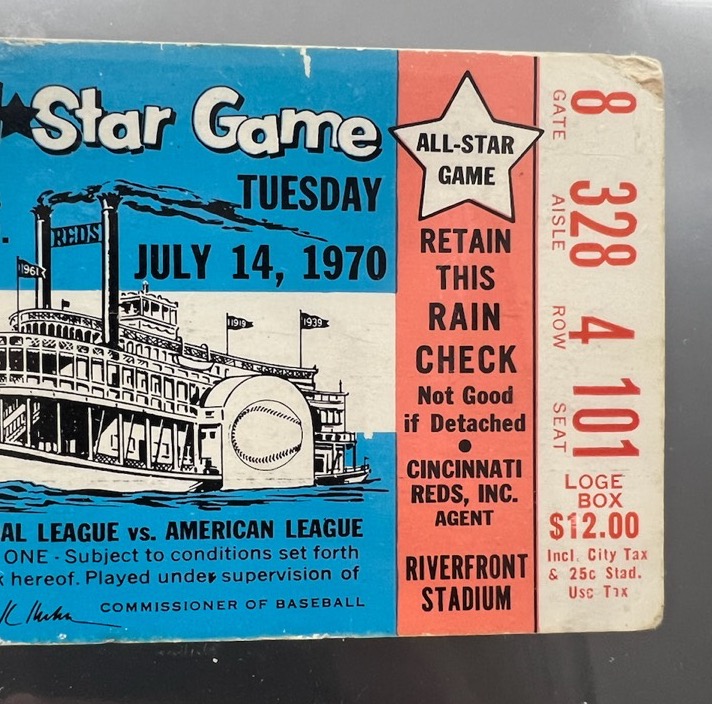 ★Star Game
TUESDAY
JULY 14, 1970
REDS
1961
1919
1939
AL LEAGUE vs. AMERICAN LEAGUE
ONE - Subject to conditions set forth
k hereof. Played under supervision of
COMMISSIONER OF BASEBALL
ALL-STAR
GAME
RETAIN
THIS
RAIN
CHECK
Not Good
if Detached
●
CINCINNATI
REDS, INC.
AGENT
RIVERFRONT
STADIUM
GATE 8
AISLE 328
ROW 4
SEAT 101
LOGE
BOX
$12.00
Incl. City Tax
& 25c Stad.
Use Tax